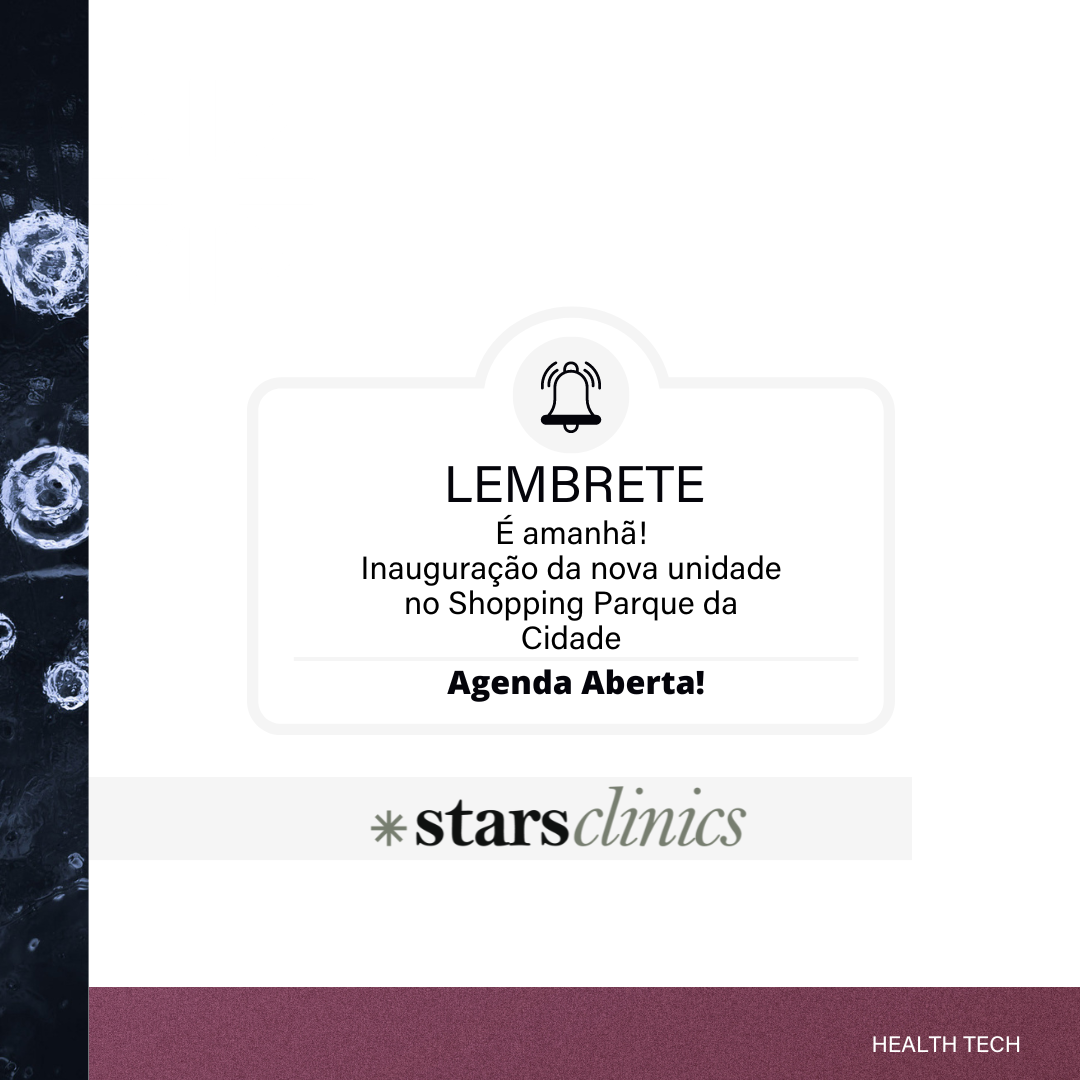 LEMBRETE
É amanhã!
Inauguração da nova unidade
no Shopping Parque da
Cidade
Agenda Aberta!
starsclinics
HEALTH TECH